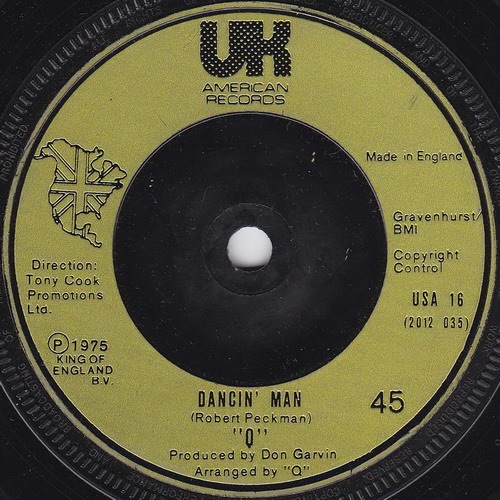 UK
AMERICAN
RECORDS
Made in England
Gravenhurst/
BMI
Copyright
Control
USA 16
(2012 035)
Direction:
Tony Cook
Promotions
Ltd.
Ⓟ1975
KING OF
ENGLAND
B.V.
DANCIN' MAN
(Robert Peckman)
"Q"
45
Produced by Don Garvin
Arranged by "Q"